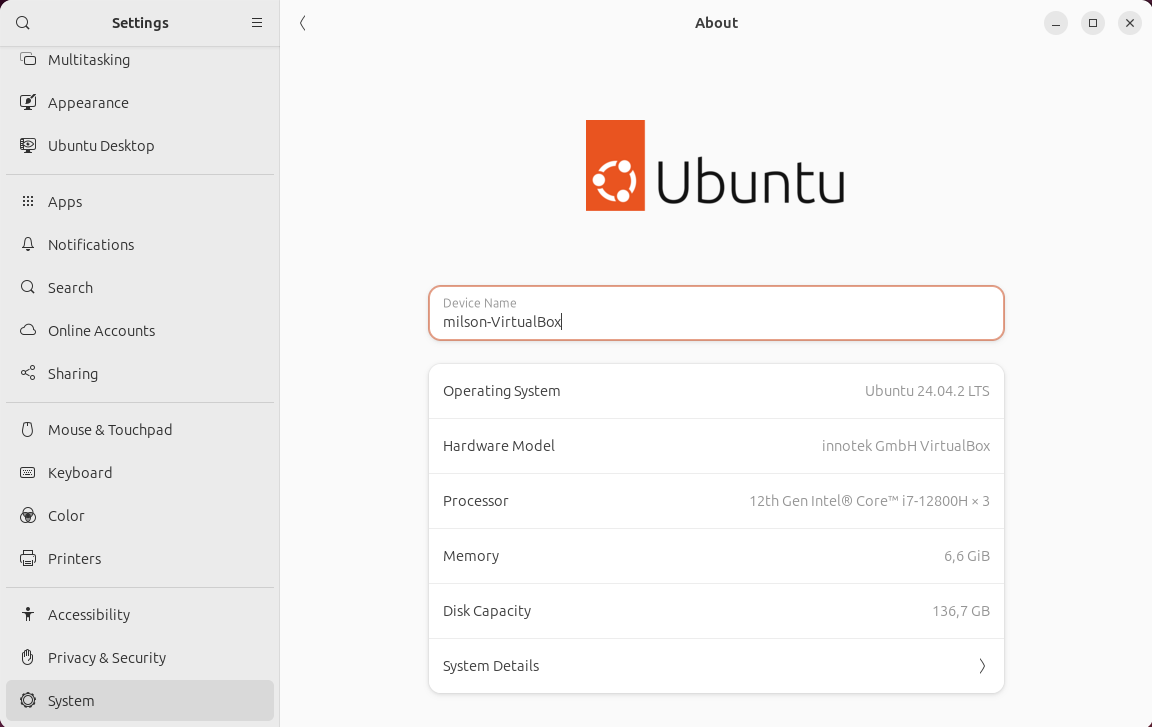 Settings
About
Multitasking
Appearance
Ubuntu Desktop
Apps
Notifications
Search
Online Accounts
Sharing
Mouse & Touchpad
Keyboard
Color
Printers
Accessibility
Privacy & Security
System
Ubuntu
Device Name
milson-VirtualBox
Operating System Ubuntu 24.04.2 LTS
Hardware Model innotek GmbH VirtualBox
Processor 12th Gen Intel® Core™ i7-12800H × 3
Memory 6,6 GiB
Disk Capacity 136,7 GB
System Details